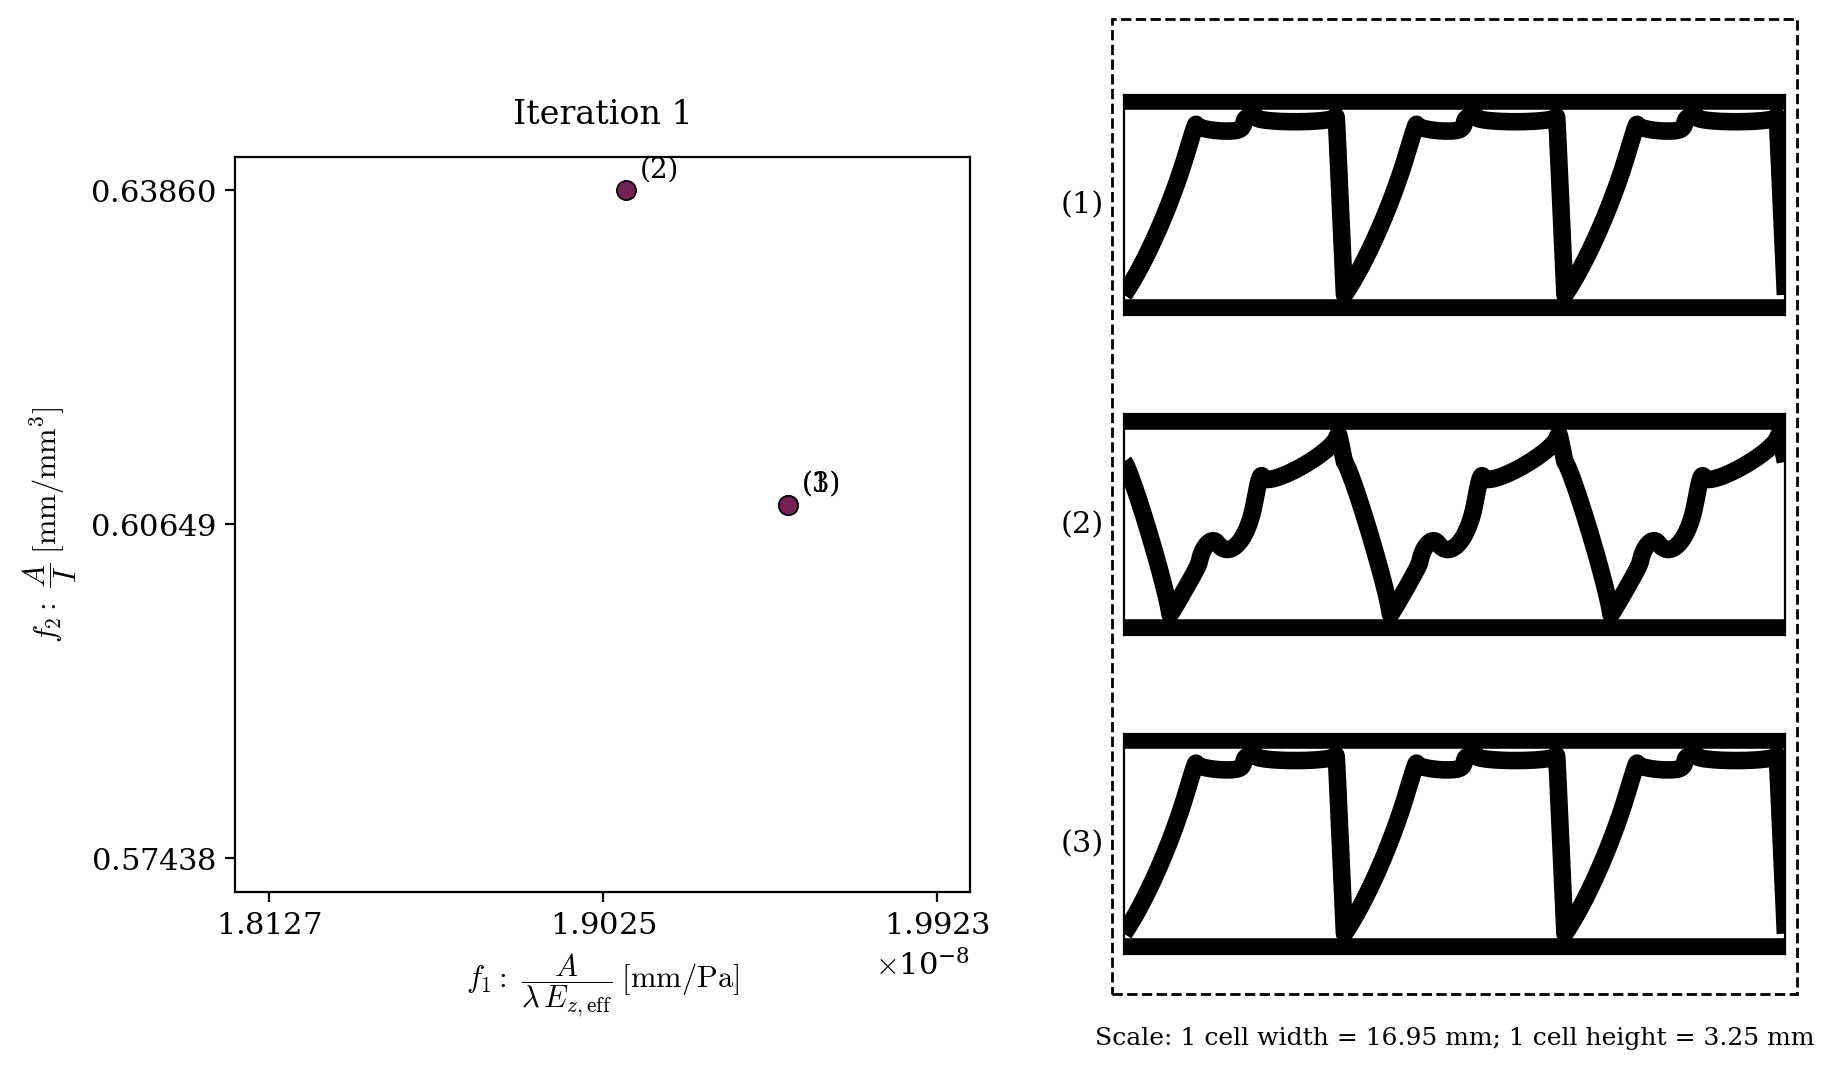 Iteration 1
(2)
0.63860
(1)
(3)
0.60649
0.57438
1.8127 1.9025 1.9923
×10⁻⁸
f₁ : A / (λ E_z,eff) [mm/Pa]
f₂ : A / I [mm/mm³]
(1)
(2)
(3)
Scale: 1 cell width = 16.95 mm; 1 cell height = 3.25 mm